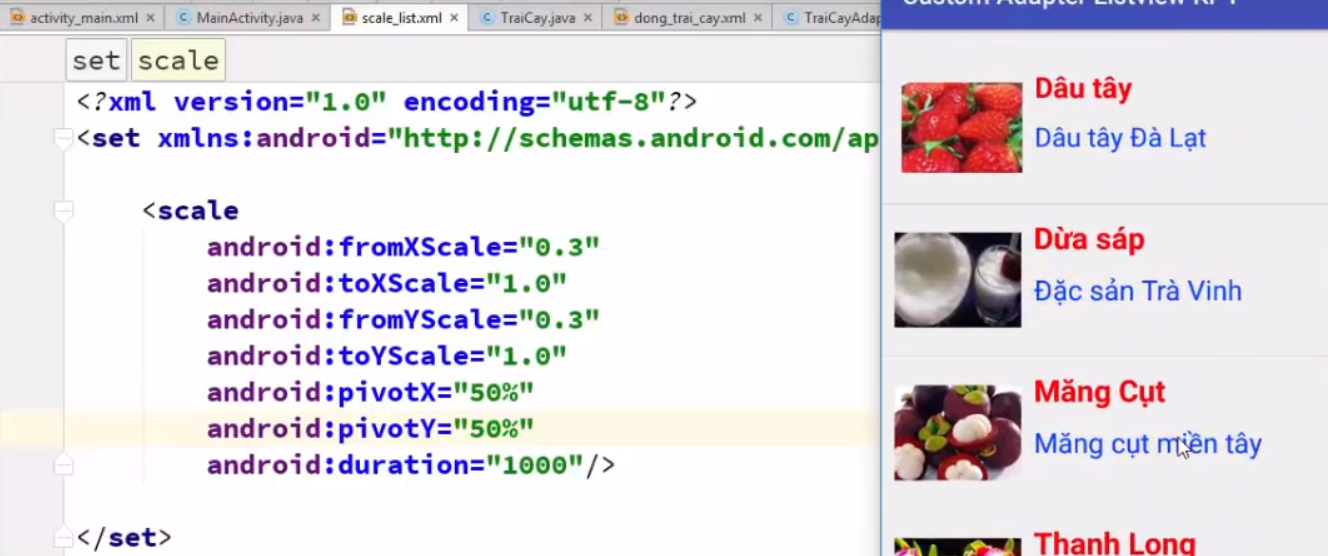 activity_main.xml MainActivity.java scale_list.xml TraiCay.java dong_trai_cay.xml TraiCayAdap
set scale
<?xml version="1.0" encoding="utf-8"?>
<set xmlns:android="http://schemas.android.com/ap
<scale
android:fromXScale="0.3"
android:toXScale="1.0"
android:fromYScale="0.3"
android:toYScale="1.0"
android:pivotX="50%"
android:pivotY="50%"
android:duration="1000"/>
</set>
Custom Adapter Listview
Dâu tây
Dâu tây Đà Lạt
Dừa sáp
Đặc sản Trà Vinh
Măng Cụt
Măng cụt miền tây
Thanh Long